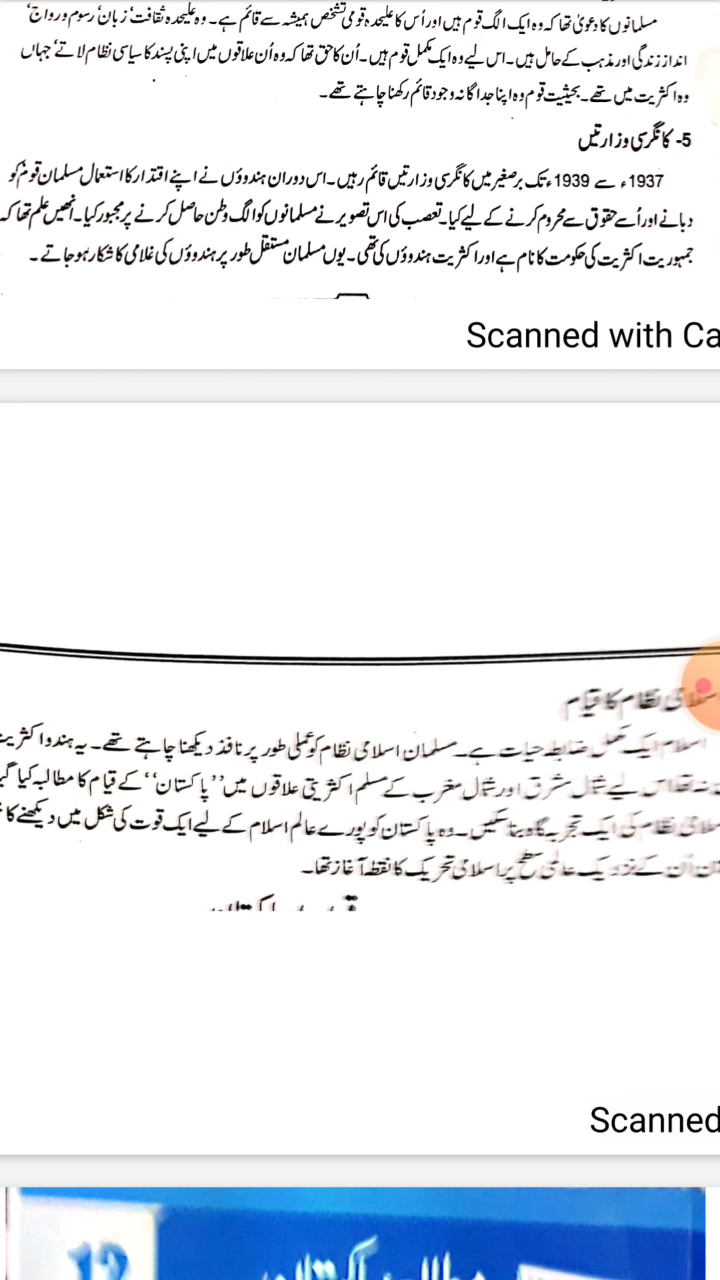 مسلمانوں کا دعویٰ تھا کہ وہ ایک الگ قوم ہیں اور اُس کا علیحدہ قومی تشخص ہمیشہ سے قائم ہے۔ وہ علیحدہ ثقافت‘ زبان‘ رسوم و رواج‘
انداز زندگی اور مذہب کے حامل ہیں۔ اس لیے وہ ایک مکمل قوم ہیں۔ اُن کا حق تھا کہ وہ اُن علاقوں میں اپنی پسند کا سیاسی نظام لاتے‘ جہاں
وہ اکثریت میں تھے۔ بحیثیت قوم وہ اپنا جداگانہ وجود قائم رکھنا چاہتے تھے۔
5- کانگرسی وزارتیں
1937ء سے 1939ء تک برصغیر میں کانگرسی وزارتیں قائم رہیں۔ اس دوران ہندوؤں نے اپنے اقتدار کا استعمال مسلمان قوم کو
دبانے اور اُسے حقوق سے محروم کرنے کے لیے کیا۔ تعصب کی اس تصویر نے مسلمانوں کو الگ وطن حاصل کرنے پر مجبور کیا۔ انھیں علم تھا کہ
جمہوریت اکثریت کی حکومت کا نام ہے اور اکثریت ہندوؤں کی تھی۔ یوں مسلمان مستقل طور پر ہندوؤں کی غلامی کا شکار ہو جاتے۔
Scanned with Ca
نظام کا قیام
اسلام ایک مکمل ضابطہ حیات ہے۔ مسلمان اسلامی نظام کو عملی طور پر نافذ دیکھنا چاہتے تھے۔ یہ ہندو
اس لیے شمال مشرق اور شمال مغرب کے مسلم اکثریتی علاقوں میں ’’پاکستان‘‘ کے قیام کا مطالبہ کیا
نظام کی ایک تجربہ گاہ بنا سکیں۔ وہ پاکستان کو پورے عالم اسلام کے لیے ایک قوت کی شکل میں دیکھنے کا
اُن کے نزدیک عالمی سطح پر اسلامی تحریک کا نقطۂ آغاز تھا۔
Scanned
12